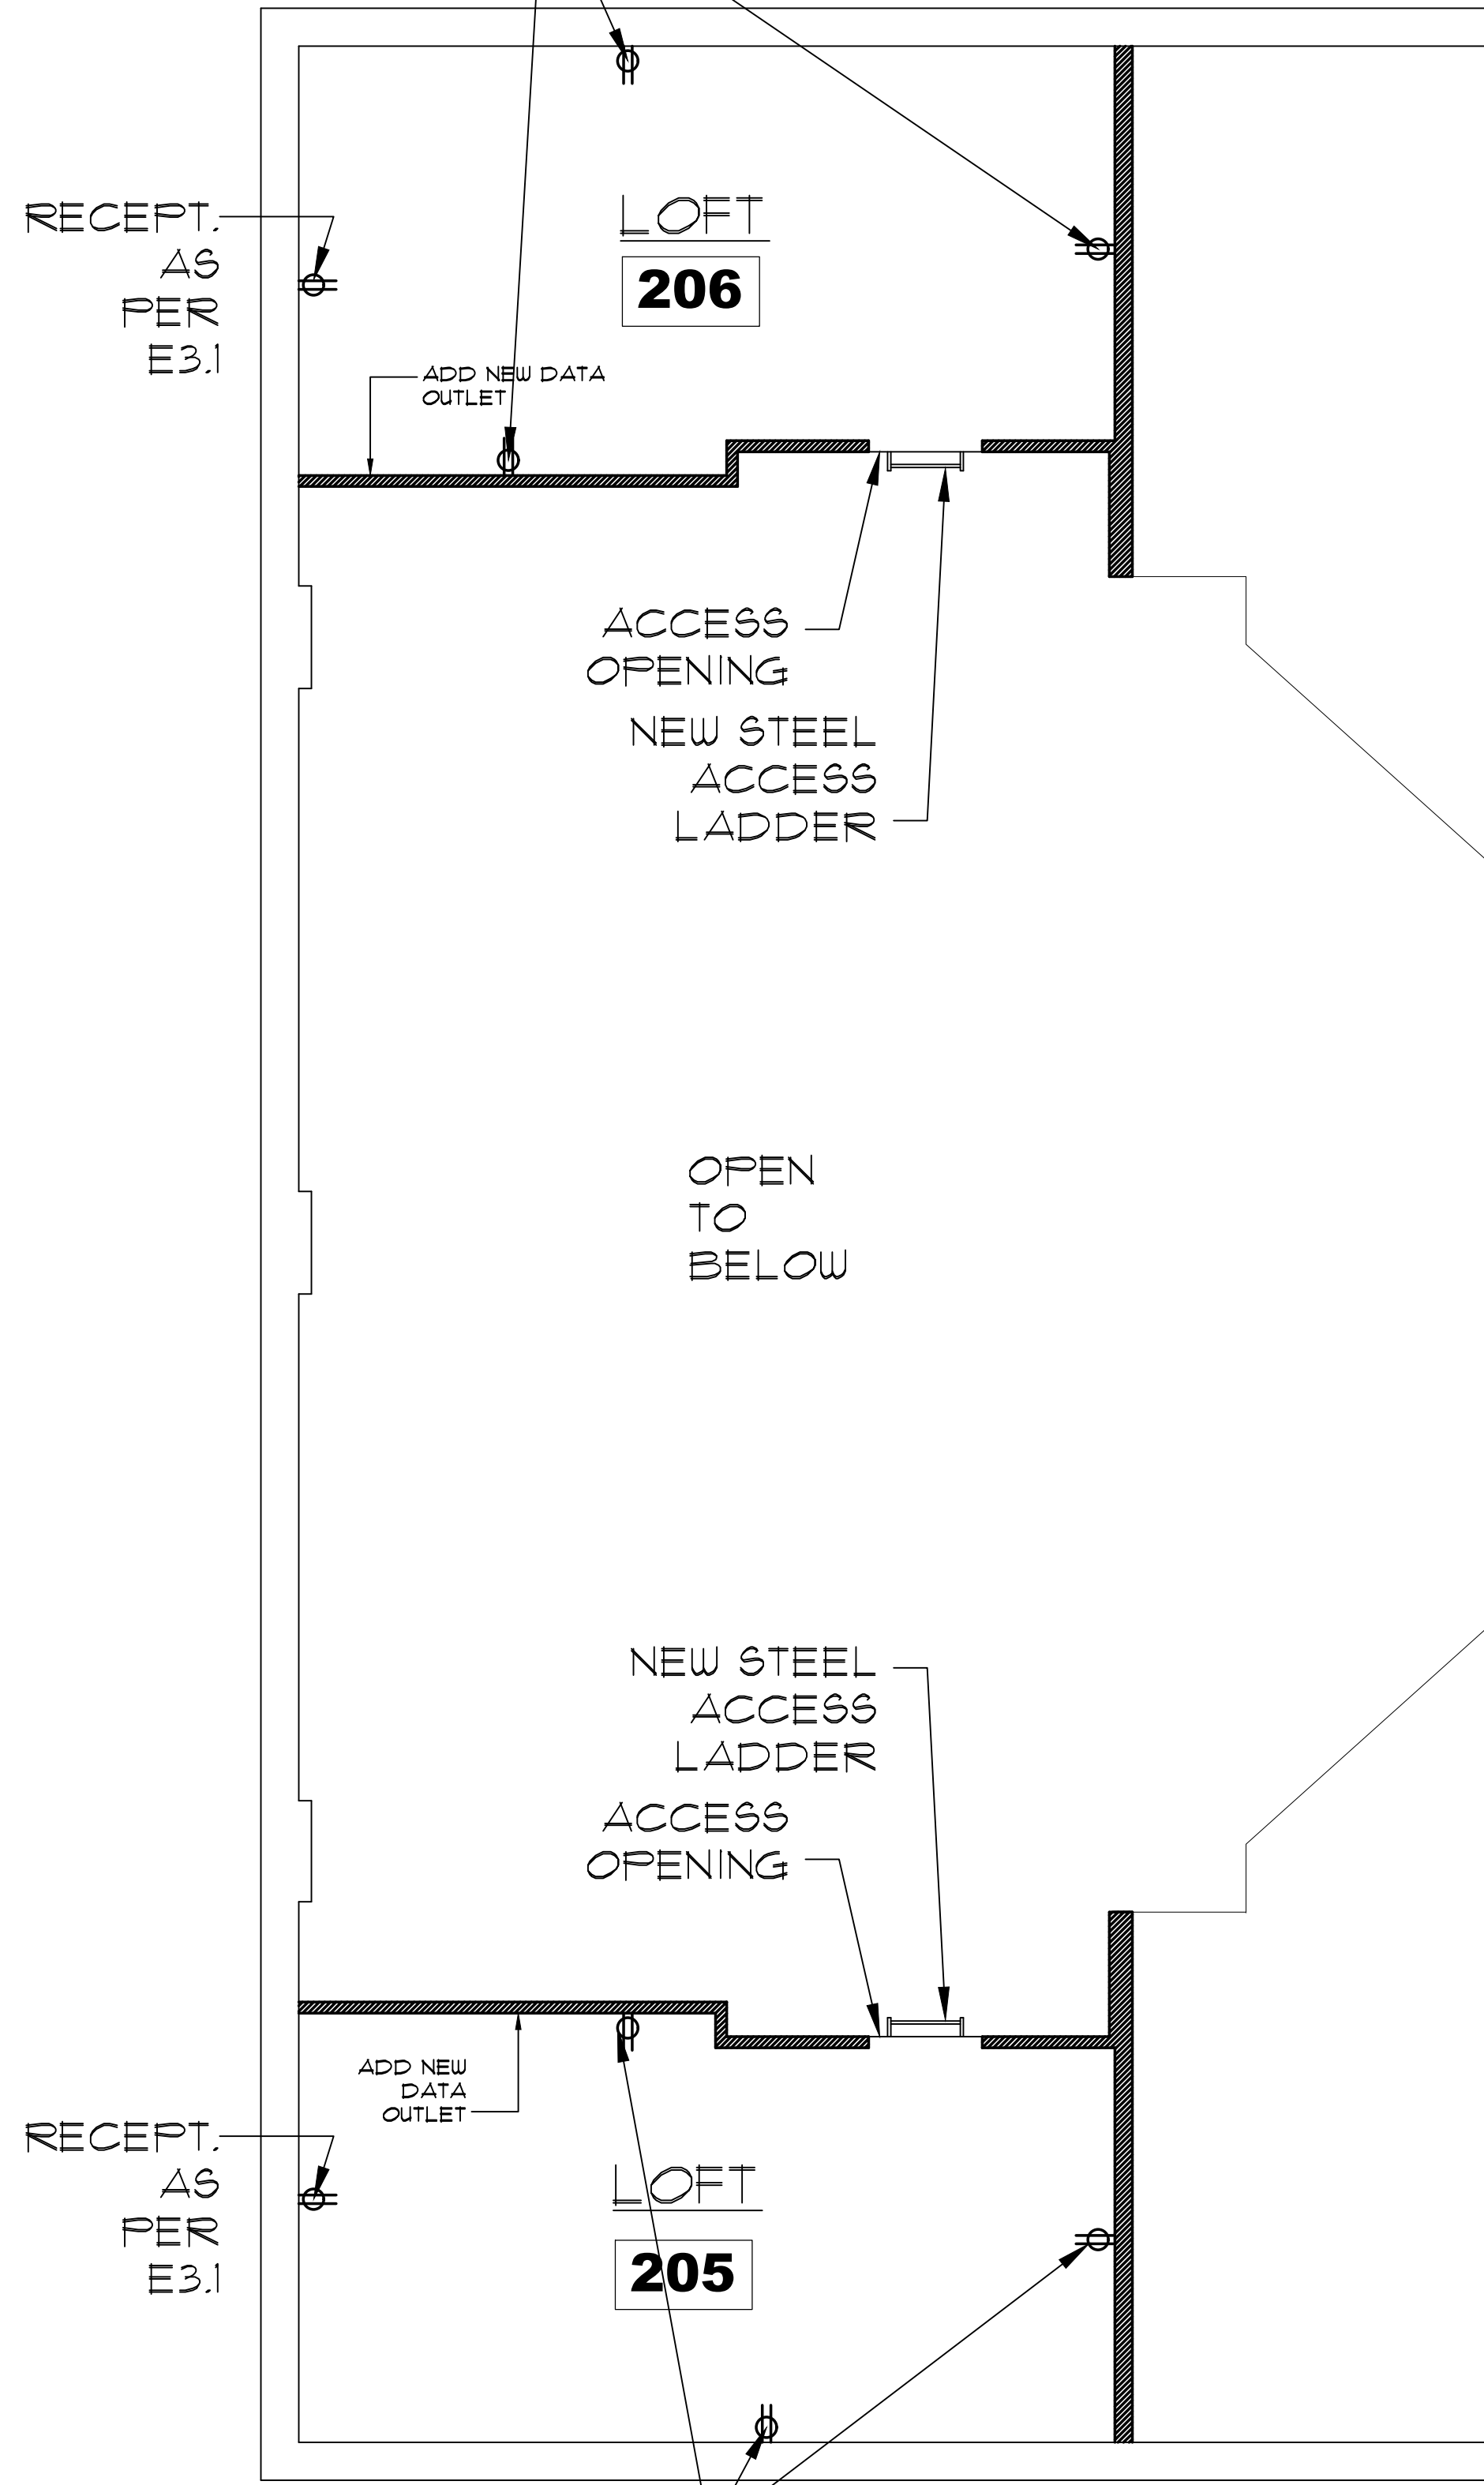 RECEPT.
AS
PER
E3.1
LOFT
206
ADD NEW DATA
OUTLET
ACCESS
OPENING
NEW STEEL
ACCESS
LADDER
OPEN
TO
BELOW
NEW STEEL
ACCESS
LADDER
ACCESS
OPENING
ADD NEW
DATA
OUTLET
RECEPT.
AS
PER
E3.1
LOFT
205